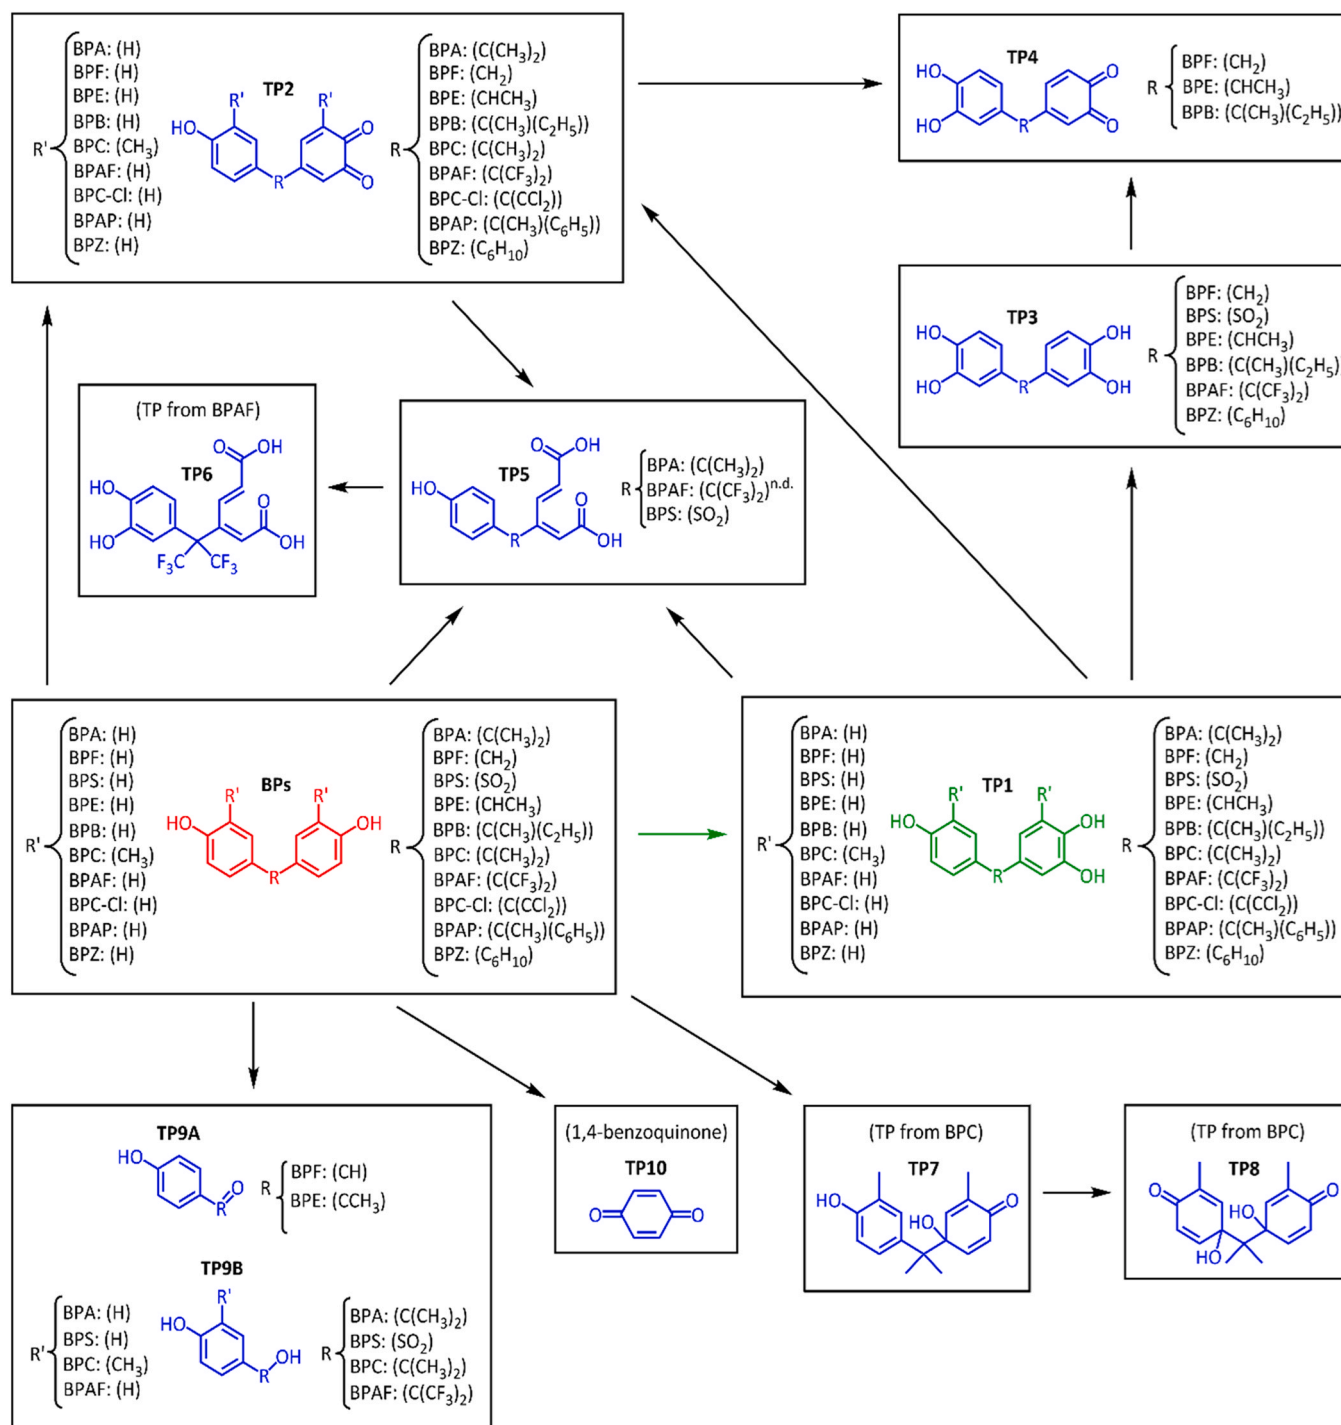 BPA: (H)
BPF: (H)
BPE: (H)
BPB: (H)
BPC: (CH3)
BPAF: (H)
BPC-Cl: (H)
BPAP: (H)
BPZ: (H)
R'
TP2
R'
R'
HO
O
O
R
R
BPA: (C(CH3)2)
BPF: (CH2)
BPE: (CHCH3)
BPB: (C(CH3)(C2H5))
BPC: (C(CH3)2)
BPAF: (C(CF3)2)
BPC-Cl: (C(CCl2))
BPAP: (C(CH3)(C6H5))
BPZ: (C6H10)
TP4
HO
HO
R
O
O
R
BPF: (CH2)
BPE: (CHCH3)
BPB: (C(CH3)(C2H5))
TP3
HO
HO
R
OH
OH
R
BPF: (CH2)
BPS: (SO2)
BPE: (CHCH3)
BPB: (C(CH3)(C2H5)
BPAF: (C(CF3)2)
BPZ: (C6H10)
(TP from BPAF)
TP6
O
OH
HO
HO
O
OH
F3C
CF3
TP5
O
OH
HO
R
O
OH
R
BPA: (C(CH3)2)
BPAF: (C(CF3)2)n.d.
BPS: (SO2)
BPA: (H)
BPF: (H)
BPS: (H)
BPE: (H)
BPB: (H)
BPC: (CH3)
BPAF: (H)
BPC-Cl: (H)
BPAP: (H)
BPZ: (H)
R'
BPs
R'
R'
HO
OH
R
R
BPA: (C(CH3)2)
BPF: (CH2)
BPS: (SO2)
BPE: (CHCH3)
BPB: (C(CH3)(C2H5))
BPC: (C(CH3)2)
BPAF: (C(CF3)2)
BPC-Cl: (C(CCl2))
BPAP: (C(CH3)(C6H5))
BPZ: (C6H10)
BPA: (H)
BPF: (H)
BPS: (H)
BPE: (H)
BPB: (H)
BPC: (CH3)
BPAF: (H)
BPC-Cl: (H)
BPAP: (H)
BPZ: (H)
R'
TP1
R'
R'
HO
OH
OH
R
R
BPA: (C(CH3)2)
BPF: (CH2)
BPS: (SO2)
BPE: (CHCH3)
BPB: (C(CH3)(C2H5))
BPC: (C(CH3)2)
BPAF: (C(CF3)2)
BPC-Cl: (C(CCl2))
BPAP: (C(CH3)(C6H5))
BPZ: (C6H10)
TP9A
HO
O
R
R
BPF: (CH)
BPE: (CCH3)
TP9B
BPA: (H)
BPS: (H)
BPC: (CH3)
BPAF: (H)
R'
R'
HO
OH
R
R
BPA: (C(CH3)2)
BPS: (SO2)
BPC: (C(CH3)2)
BPAF: (C(CF3)2)
(1,4-benzoquinone)
TP10
O
O
(TP from BPC)
TP7
HO
HO
O
(TP from BPC)
TP8
O
HO
O
HO